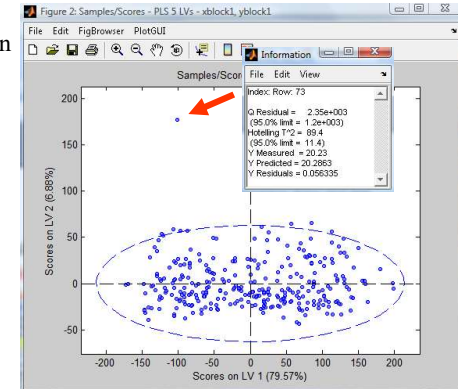 Figure 2: Samples/Scores - PLS 5 LVs - xblock1, yblock1
on
File Edit FigBrowser PlotGUI
Information
File Edit View
Index: Row: 73
Q Residual = 2.35e+003
(95.0% limit = 1.2e+003)
Hotelling T^2 = 89.4
(95.0% limit = 11.4)
Y Measured = 20.23
Y Predicted = 20.2863
Y Residuals = 0.056335
Samples/Scor
200
150
100
50
0
-50
Scores on LV 2 (6.88%)
-200 -150 -100 -50 0 50 100 150 200
Scores on LV 1 (79.57%)